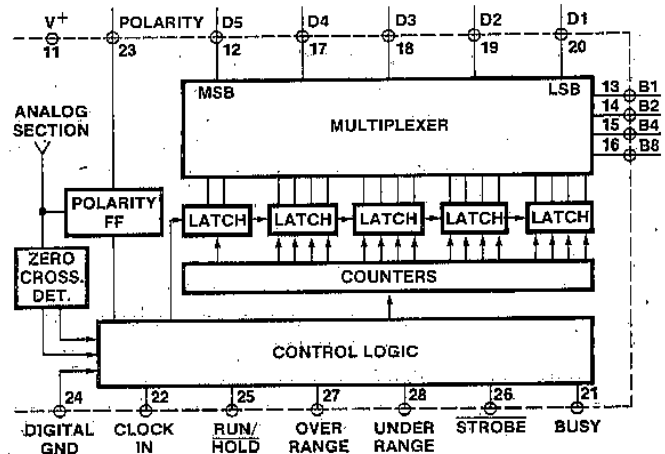 V+ POLARITY D5 D4 D3 D2 D1
11 23 12 17 18 19 20
MSB LSB
13 B1
14 B2
15 B4
16 B8
MULTIPLEXER
ANALOG
SECTION
POLARITY
FF
LATCH LATCH LATCH LATCH LATCH
ZERO
CROSS.
DET.
COUNTERS
CONTROL LOGIC
24 22 25 27 28 26 21
DIGITAL
GND
CLOCK
IN
RUN/
HOLD
OVER
RANGE
UNDER
RANGE
STROBE
BUSY